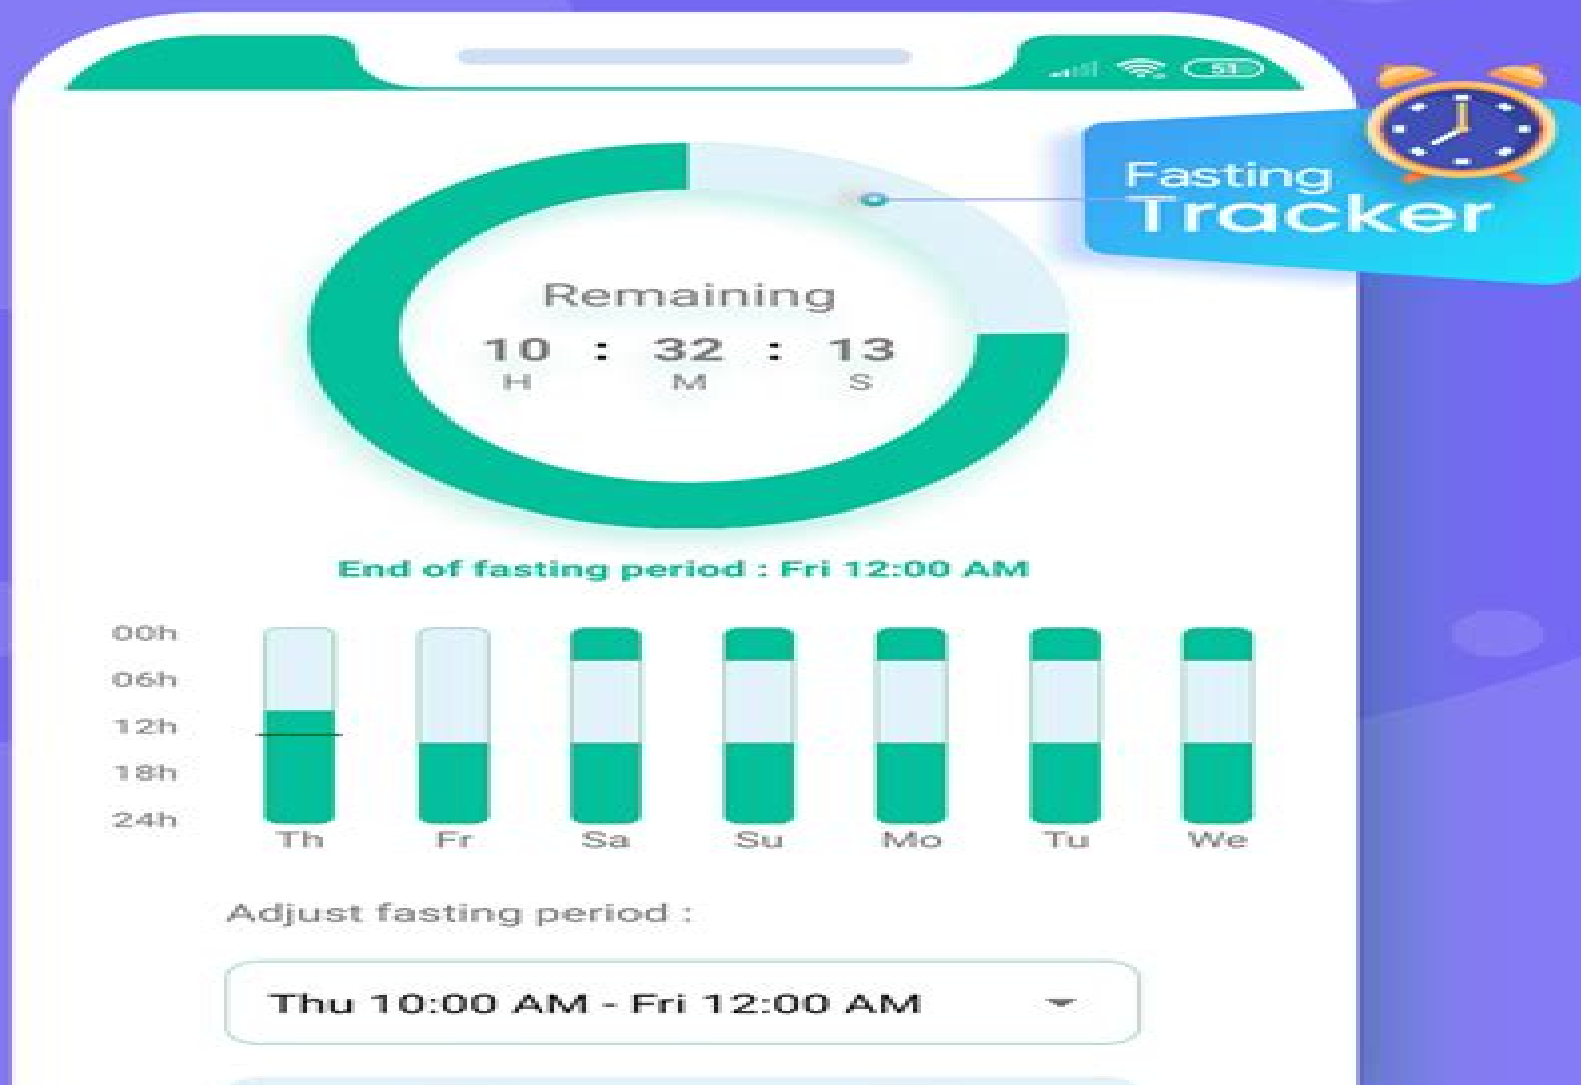 51
Fasting
Tracker
Remaining
10 : 32 : 13
H M S
End of fasting period : Fri 12:00 AM
00h
06h
12h
18h
24h
Th Fr Sa Su Mo Tu We
Adjust fasting period :
Thu 10:00 AM - Fri 12:00 AM